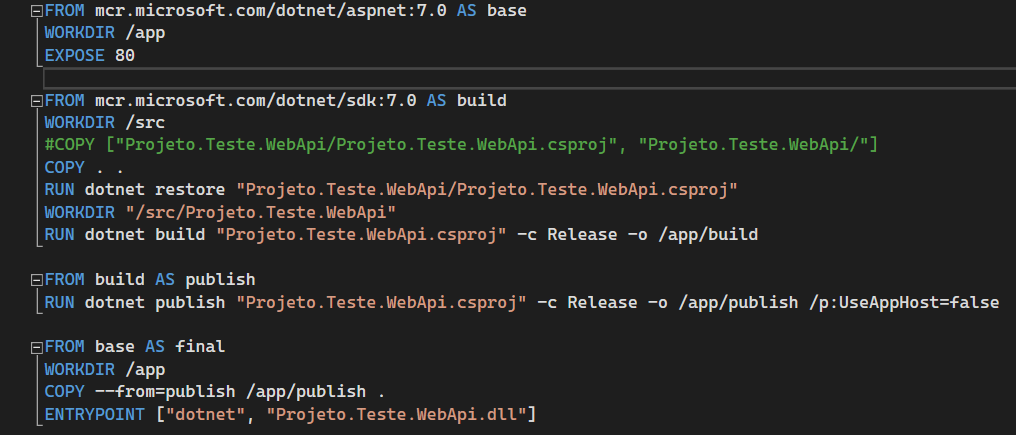 FROM mcr.microsoft.com/dotnet/aspnet:7.0 AS base
WORKDIR /app
EXPOSE 80
FROM mcr.microsoft.com/dotnet/sdk:7.0 AS build
WORKDIR /src
#COPY ["Projeto.Teste.WebApi/Projeto.Teste.WebApi.csproj", "Projeto.Teste.WebApi/"]
COPY . .
RUN dotnet restore "Projeto.Teste.WebApi/Projeto.Teste.WebApi.csproj"
WORKDIR "/src/Projeto.Teste.WebApi"
RUN dotnet build "Projeto.Teste.WebApi.csproj" -c Release -o /app/build
FROM build AS publish
RUN dotnet publish "Projeto.Teste.WebApi.csproj" -c Release -o /app/publish /p:UseAppHost=false
FROM base AS final
WORKDIR /app
COPY --from=publish /app/publish .
ENTRYPOINT ["dotnet", "Projeto.Teste.WebApi.dll"]